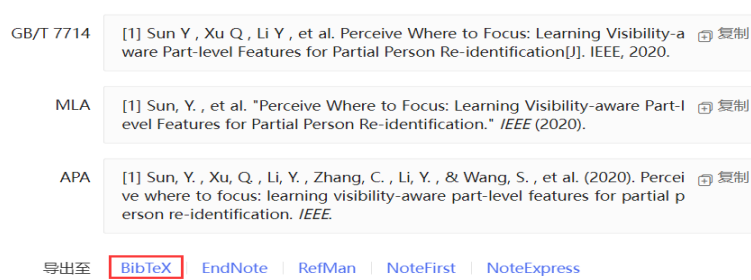 GB/T 7714 [1] Sun Y , Xu Q , Li Y , et al. Perceive Where to Focus: Learning Visibility-a 复制
ware Part-level Features for Partial Person Re-identification[J]. IEEE, 2020.
MLA [1] Sun, Y. , et al. "Perceive Where to Focus: Learning Visibility-aware Part-l 复制
evel Features for Partial Person Re-identification." IEEE (2020).
APA [1] Sun, Y. , Xu, Q. , Li, Y. , Zhang, C. , Li, Y. , & Wang, S. , et al. (2020). Percei 复制
ve where to focus: learning visibility-aware part-level features for partial p
erson re-identification. IEEE.
导出至 BibTeX EndNote RefMan NoteFirst NoteExpress